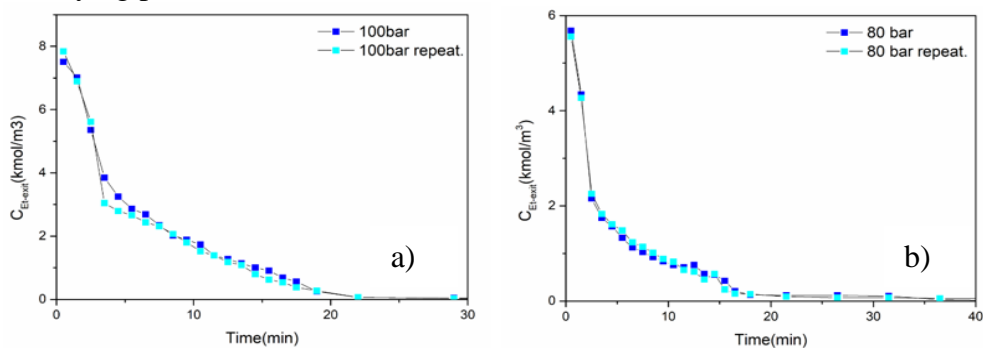 100bar
100bar repeat.
8
6
4
2
0
C_Et-exit(kmol/m3)
0
10
20
30
Time(min)
a)
80 bar
80 bar repeat.
6
4
2
0
C_Et-exit(kmol/m³)
0
10
20
30
40
Time(min)
b)